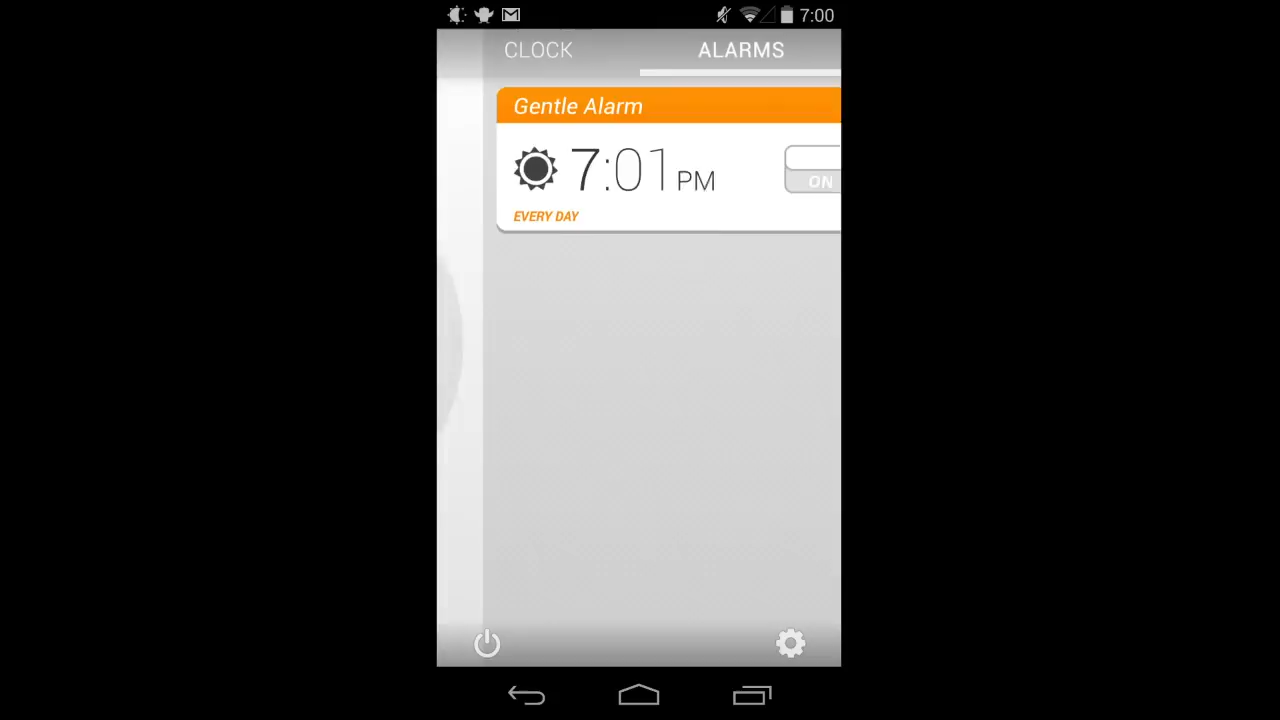 7:00
CLOCK
ALARMS
Gentle Alarm
7:01 PM
ON
EVERY DAY